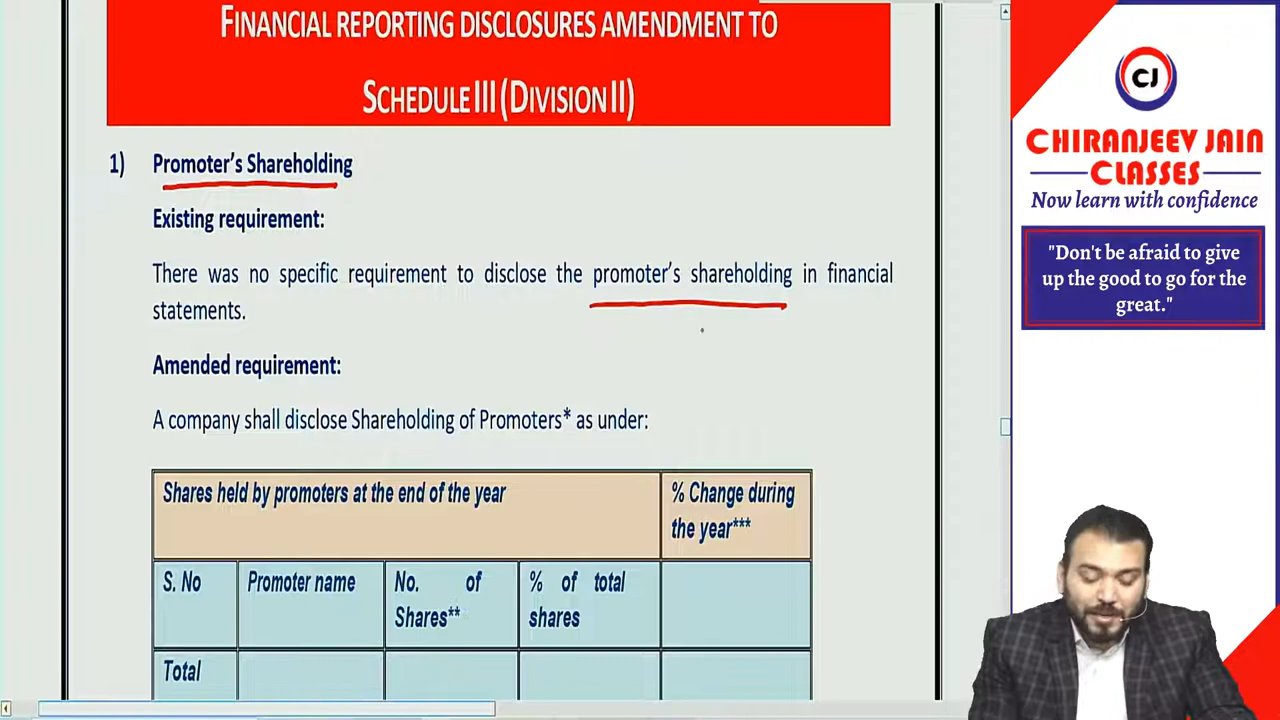 FINANCIAL REPORTING DISCLOSURES AMENDMENT TO
SCHEDULE III (DIVISION II)
1) Promoter's Shareholding
Existing requirement:
There was no specific requirement to disclose the promoter's shareholding in financial
statements.
Amended requirement:
A company shall disclose Shareholding of Promoters* as under:
Shares held by promoters at the end of the year
% Change during
the year***
S. No
Promoter name
No. of
Shares**
% of total
shares
Total
CJ
CHIRANJEEV JAIN
CLASSES
Now learn with confidence
"Don't be afraid to give
up the good to go for the
great."